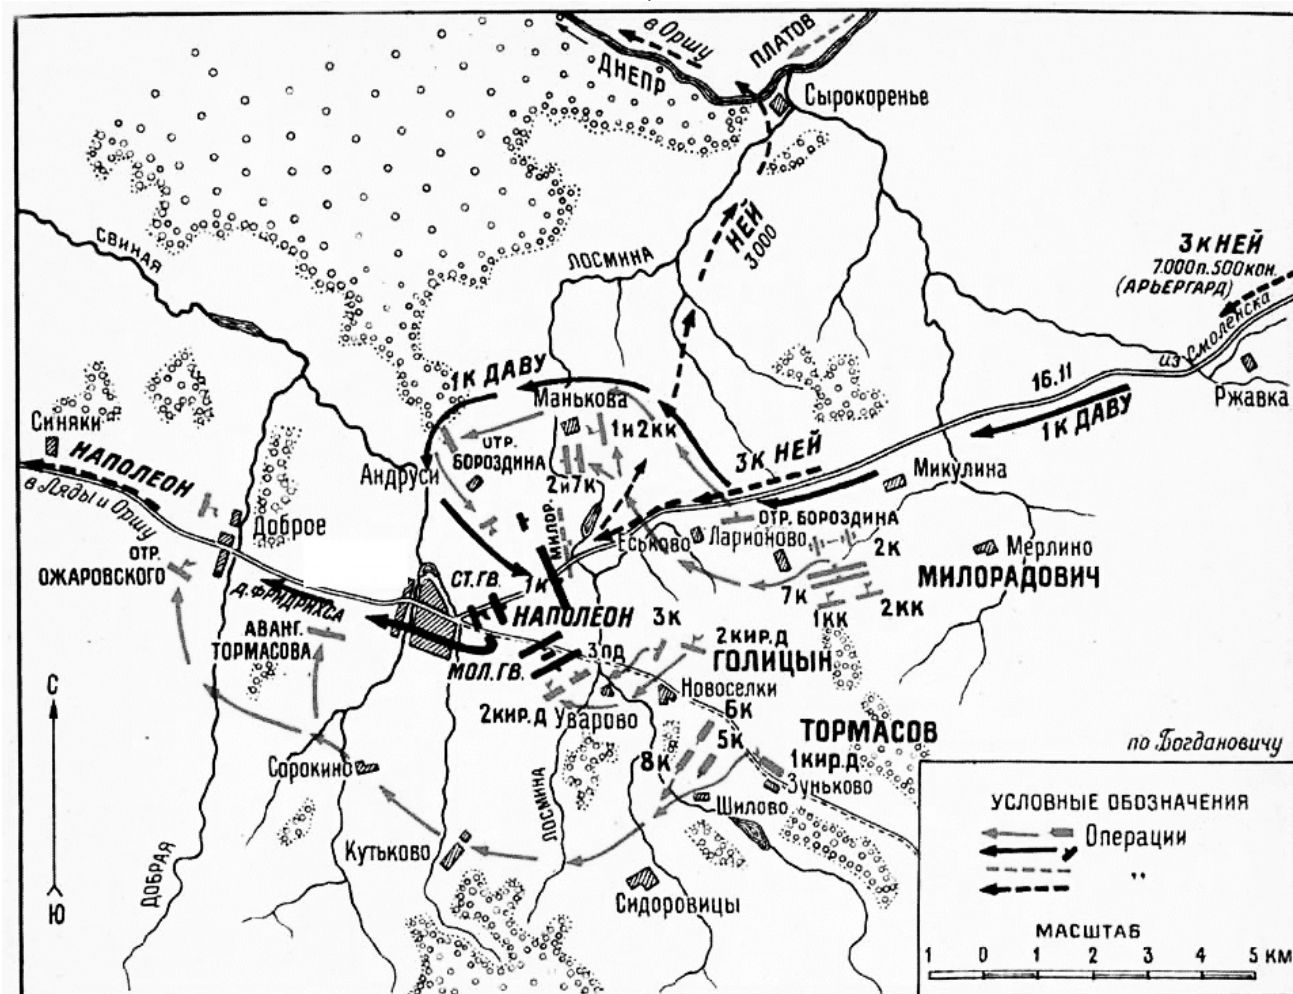 в Оршу
ПЛАТОВ
ДНЕПР
Сырокоренье
СВИНАЯ
ЛОСМИНА
НЕЙ
3.000
3к НЕЙ
7.000п.500кон.
(АРЬЕРГАРД)
из Смоленска
16.11
Ржавка
1к ДАВУ
1к ДАВУ
Манькова
1и2кк
Синяки
НАПОЛЕОН
в Ляды и Оршу
ОТР.
БОРОЗДИНА
Андруси
2и7к
3к НЕЙ
Микулина
Доброе
МИЛОР.
Еськово
Ларионово
ОТР. БОРОЗДИНА
2к
Мерлино
МИЛОРАДОВИЧ
ОТР.
ОЖАРОВСКОГО
Д.ФРИДРИХСА
СТ.ГВ.
1к
НАПОЛЕОН
7к
1кк
2кк
3к
АВАНГ.
ТОРМАСОВА
МОЛ.ГВ.
3пд
2кир.д
ГОЛИЦЫН
2кир.д
Уварово
Новоселки
6к
5к
8к
ТОРМАСОВ
1кир.д
Зуньково
Шилово
С
Ю
Сорокино
Кутьково
ДОБРАЯ
ЛОСМИНА
Сидоровицы
по Богдановичу
УСЛОВНЫЕ ОБОЗНАЧЕНИЯ
Операции
"
МАСШТАБ
1 0 1 2 3 4 5 км